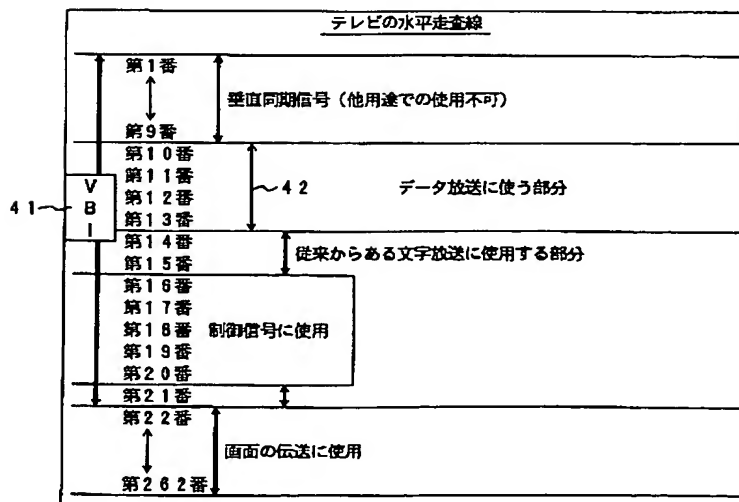 テレビの水平走査線
第1番
垂直同期信号（他用途での使用不可）
第9番
第10番
第11番
第12番
第13番
42
データ放送に使う部分
41
VBI
第14番
従来からある文字放送に使用する部分
第15番
第16番
第17番
第18番
制御信号に使用
第19番
第20番
第21番
第22番
画面の伝送に使用
第262番